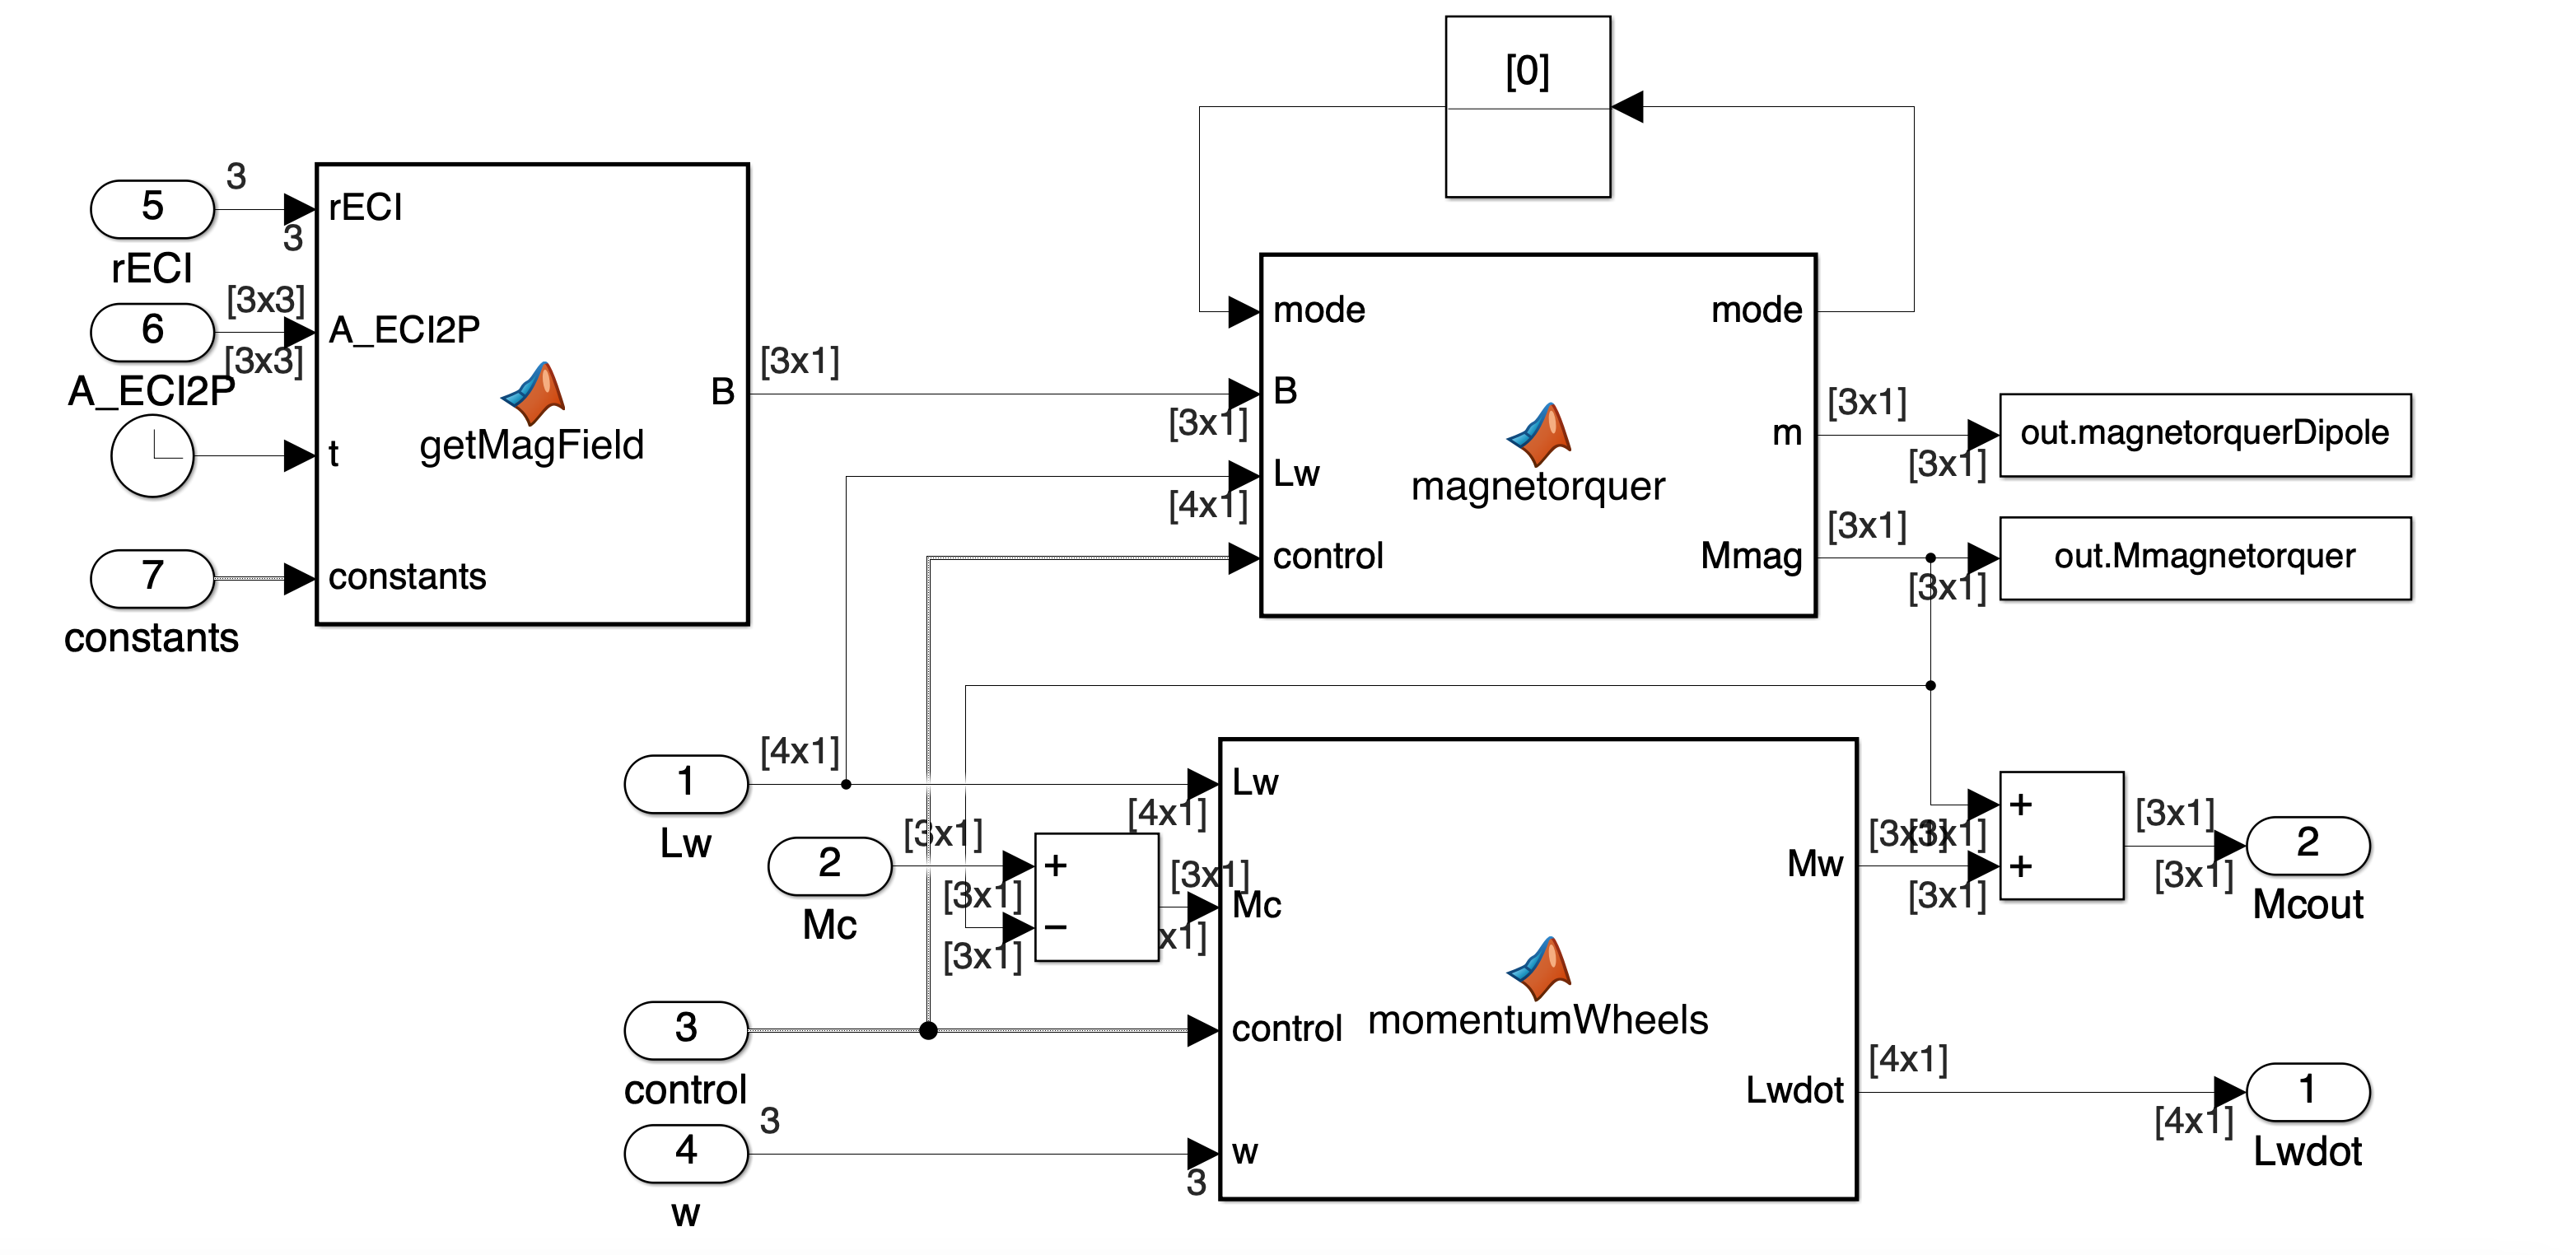 [0]
5
3
rECI
3
rECI
6
[3x3]
A_ECI2P
[3x3]
A_ECI2P
t
7
constants
constants
getMagField
B
[3x1]
mode
B
[3x1]
Lw
[4x1]
control
magnetorquer
mode
m
[3x1]
[3x1]
out.magnetorquerDipole
Mmag
[3x1]
[3x1]
out.Mmagnetorquer
1
Lw
[4x1]
Lw
[4x1]
2
Mc
[3x1]
[3x1]
+
−
[3x1]
[3x1]
x1]
Mc
3
control
control
4
w
3
w
3
momentumWheels
Mw
[3x1]
[3x1]
[3x1]
+
+
[3x1]
[3x1]
2
Mcout
Lwdot
[4x1]
[4x1]
1
Lwdot